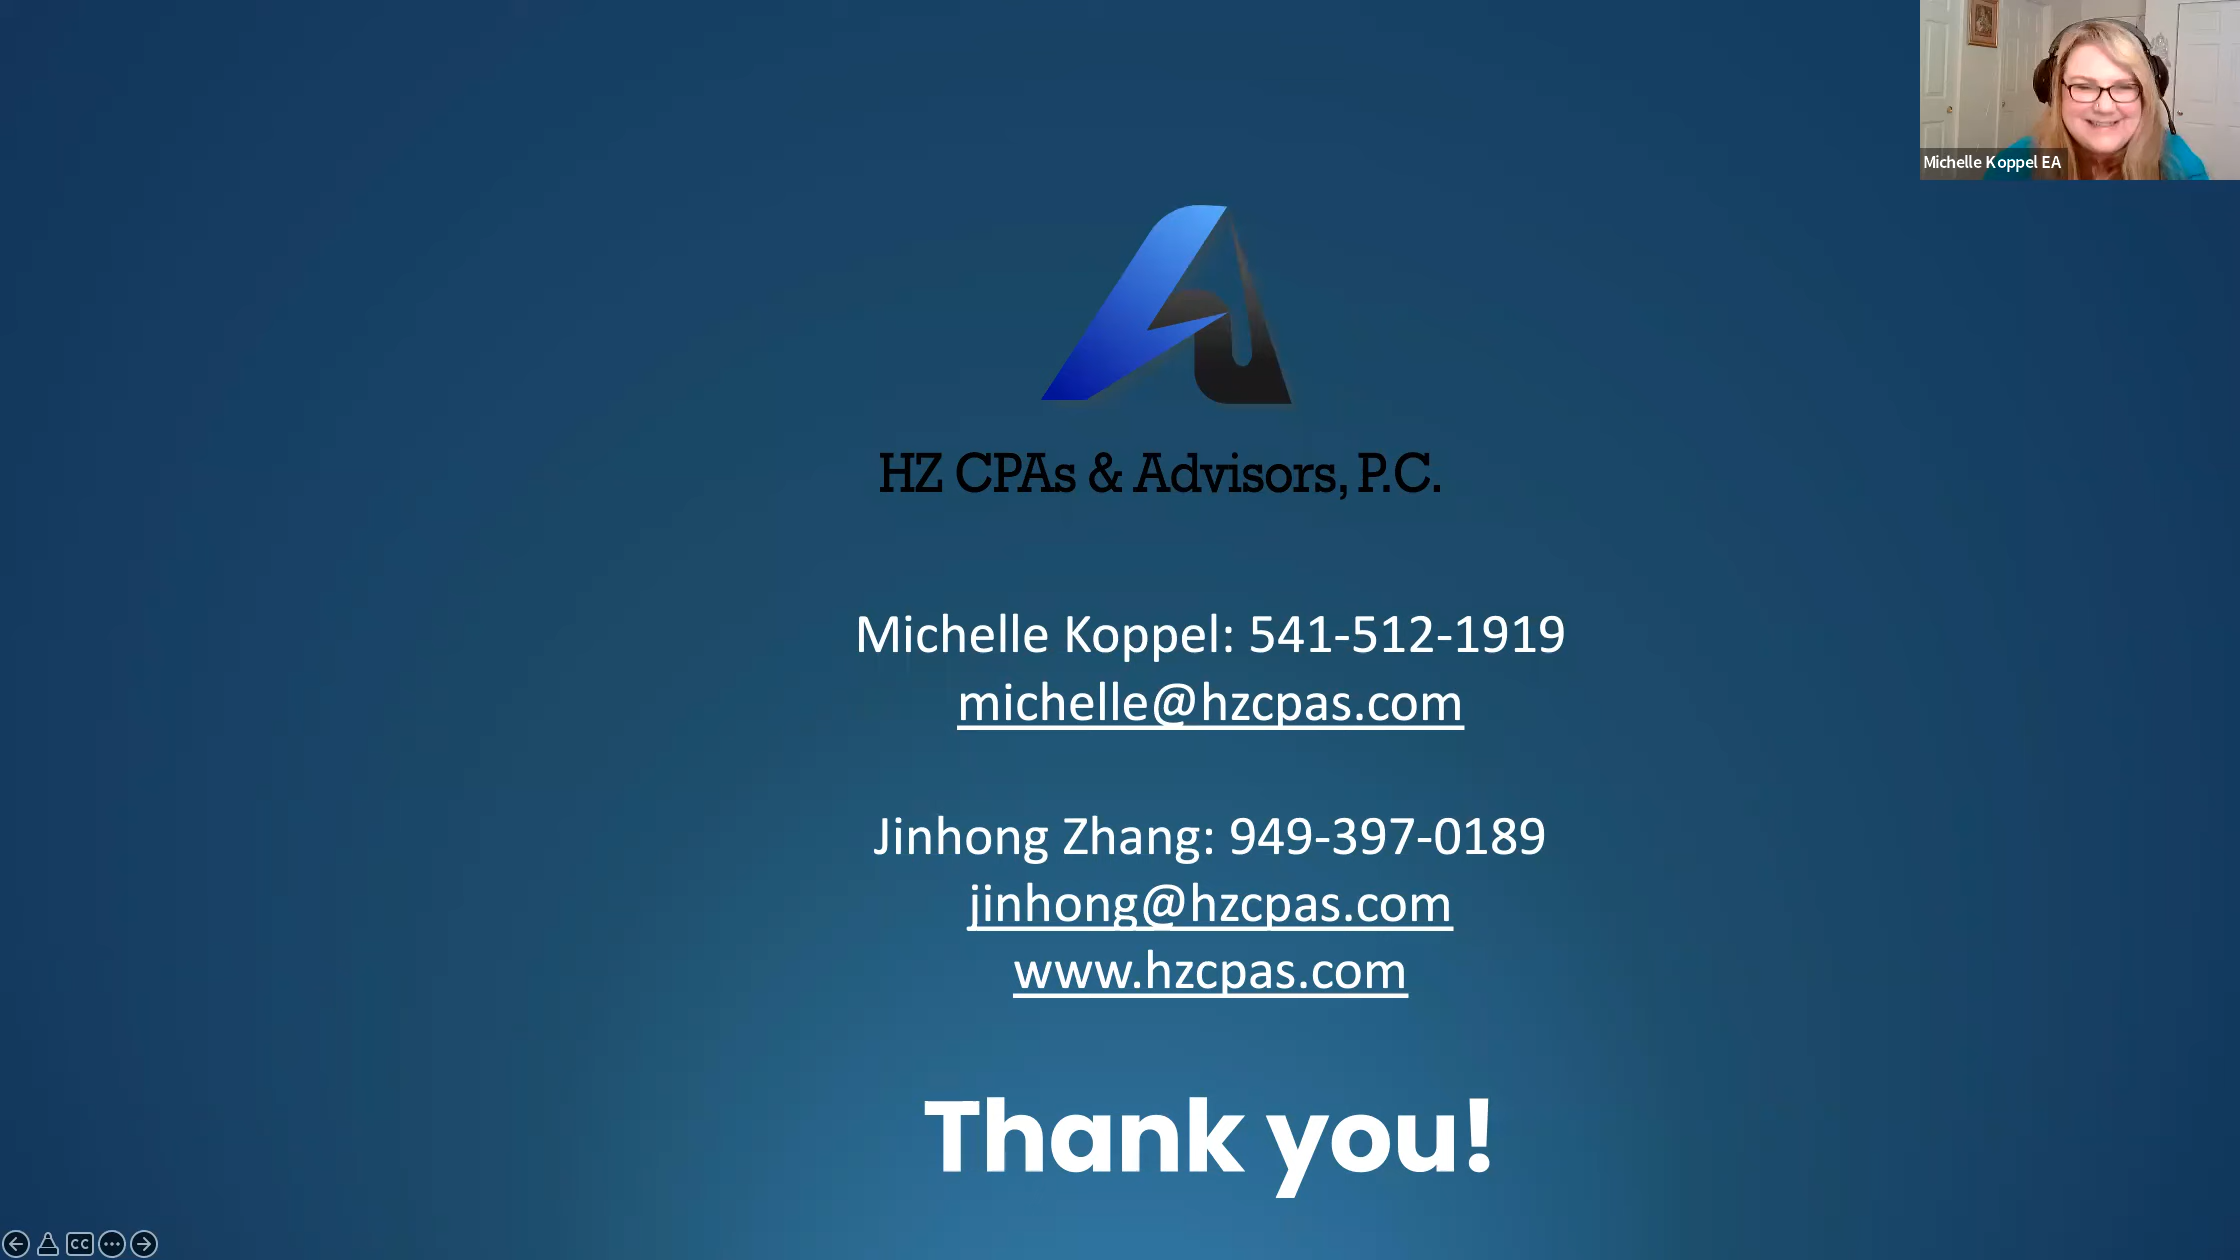 Michelle Koppel EA
HZ CPAs & Advisors, P.C.
Michelle Koppel: 541-512-1919
michelle@hzcpas.com
Jinhong Zhang: 949-397-0189
jinhong@hzcpas.com
www.hzcpas.com
Thank you!
CC